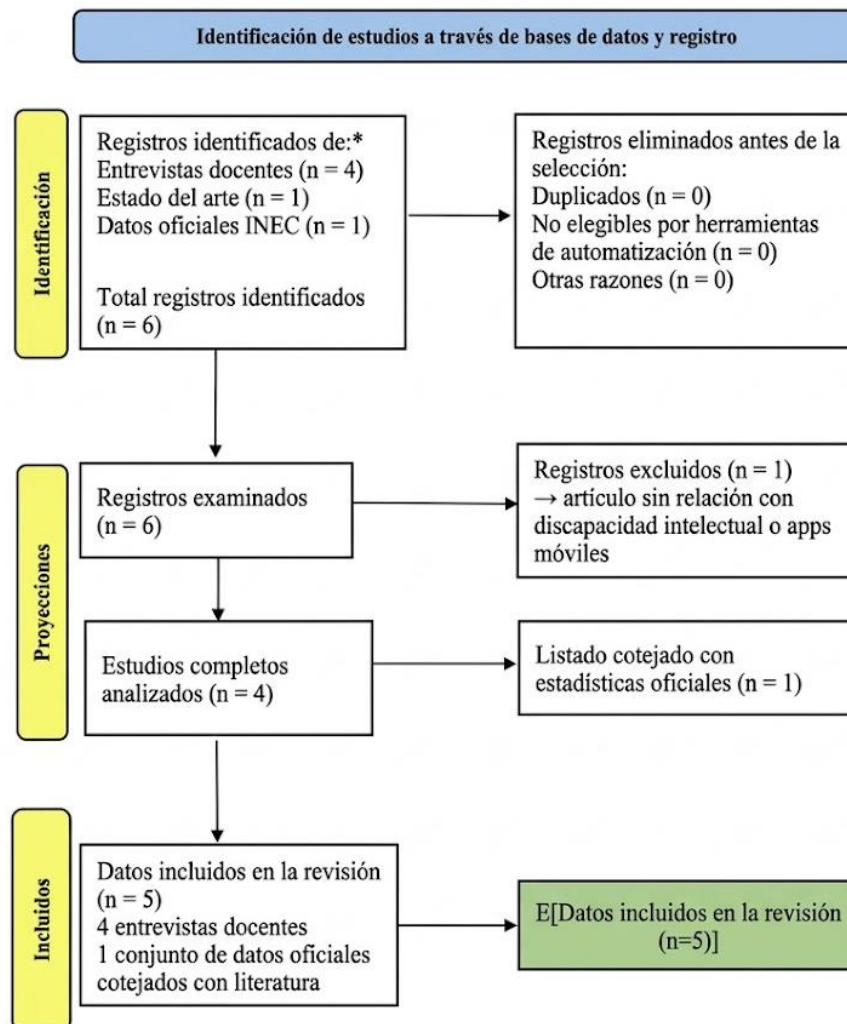 Identificación de estudios a través de bases de datos y registro
Identificación
Registros identificados de:*
Entrevistas docentes (n = 4)
Estado del arte (n = 1)
Datos oficiales INEC (n = 1)
Total registros identificados
(n = 6)
Registros eliminados antes de la
selección:
Duplicados (n = 0)
No elegibles por herramientas
de automatización (n = 0)
Otras razones (n = 0)
Proyecciones
Registros examinados
(n = 6)
Registros excluidos (n = 1)
→ artículo sin relación con
discapacidad intelectual o apps
móviles
Estudios completos
analizados (n = 4)
Listado cotejado con
estadísticas oficiales (n = 1)
Incluidos
Datos incluidos en la revisión
(n = 5)
4 entrevistas docentes
1 conjunto de datos oficiales
cotejados con literatura
E[Datos incluidos en la revisión
(n=5)]